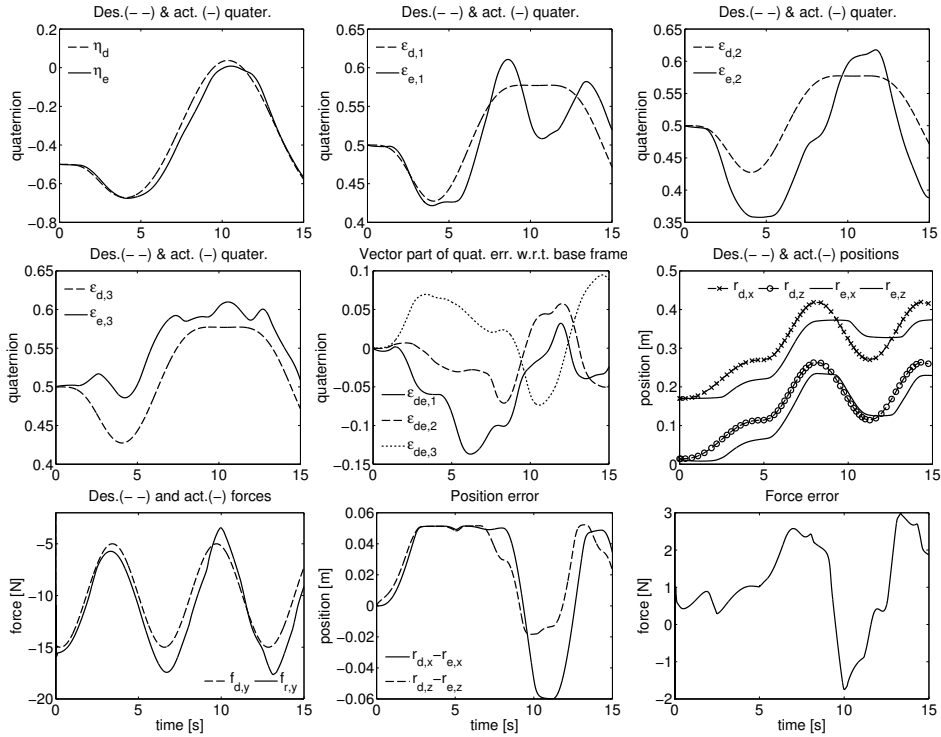 Des.(− −) & act. (−) quater.
Des.(− −) & act. (−) quater.
Des.(− −) & act. (−) quater.
0.2
0
−0.2
−0.4
−0.6
−0.8
quaternion
η_d
η_e
0 5 10 15
0.65
0.6
0.55
0.5
0.45
0.4
quaternion
ε_d,1
ε_e,1
0 5 10 15
0.65
0.6
0.55
0.5
0.45
0.4
0.35
quaternion
ε_d,2
ε_e,2
0 5 10 15
Des.(− −) & act. (−) quater.
Vector part of quat. err. w.r.t. base frame
Des.(− −) & act. (−) positions
0.65
0.6
0.55
0.5
0.45
0.4
quaternion
ε_d,3
ε_e,3
0 5 10 15
0.1
0.05
0
−0.05
−0.1
−0.15
quaternion
ε_de,1
ε_de,2
ε_de,3
0 5 10 15
0.5
0.4
0.3
0.2
0.1
0
position [m]
r_d,x r_d,z r_e,x r_e,z
0 5 10 15
Des.(− −) and act.(−) forces
Position error
Force error
−5
−10
−15
−20
force [N]
f_d,y f_r,y
0 5 10 15
time [s]
0.06
0.04
0.02
0
−0.02
−0.04
−0.06
position [m]
r_d,x−r_e,x
r_d,z−r_e,z
0 5 10 15
time [s]
3
2
1
0
−1
−2
force [N]
0 5 10 15
time [s]